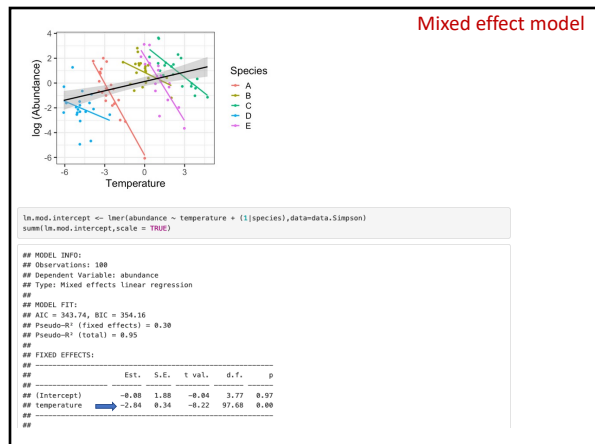 Mixed effect model
4
2
0
-2
-4
-6
log (Abundance)
-6 -3 0 3
Temperature
Species
A
B
C
D
E
lm.mod.intercept <- lmer(abundance ~ temperature + (1|species),data=data.Simpson)
summ(lm.mod.intercept,scale = TRUE)
## MODEL INFO:
## Observations: 100
## Dependent Variable: abundance
## Type: Mixed effects linear regression
##
## MODEL FIT:
## AIC = 343.74, BIC = 354.16
## Pseudo-R² (fixed effects) = 0.30
## Pseudo-R² (total) = 0.95
##
## FIXED EFFECTS:
## -------------------------------------------------------
## Est. S.E. t val. d.f. p
## ----------------- ------- ------ -------- ------- ------
## (Intercept) -0.08 1.88 -0.04 3.77 0.97
## temperature -2.84 0.34 -8.22 97.68 0.00
## -------------------------------------------------------
##